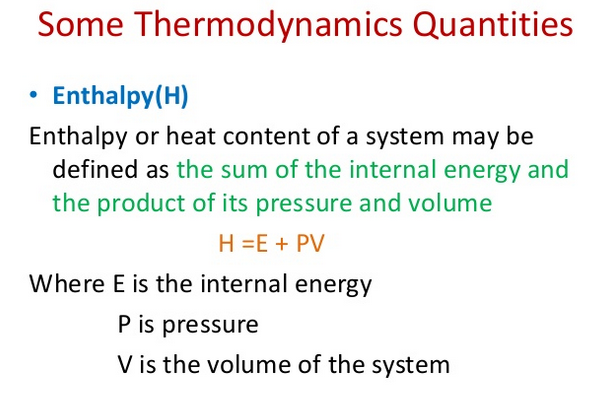 Some Thermodynamics Quantities
• Enthalpy(H)
Enthalpy or heat content of a system may be
defined as the sum of the internal energy and
the product of its pressure and volume
H =E + PV
Where E is the internal energy
P is pressure
V is the volume of the system